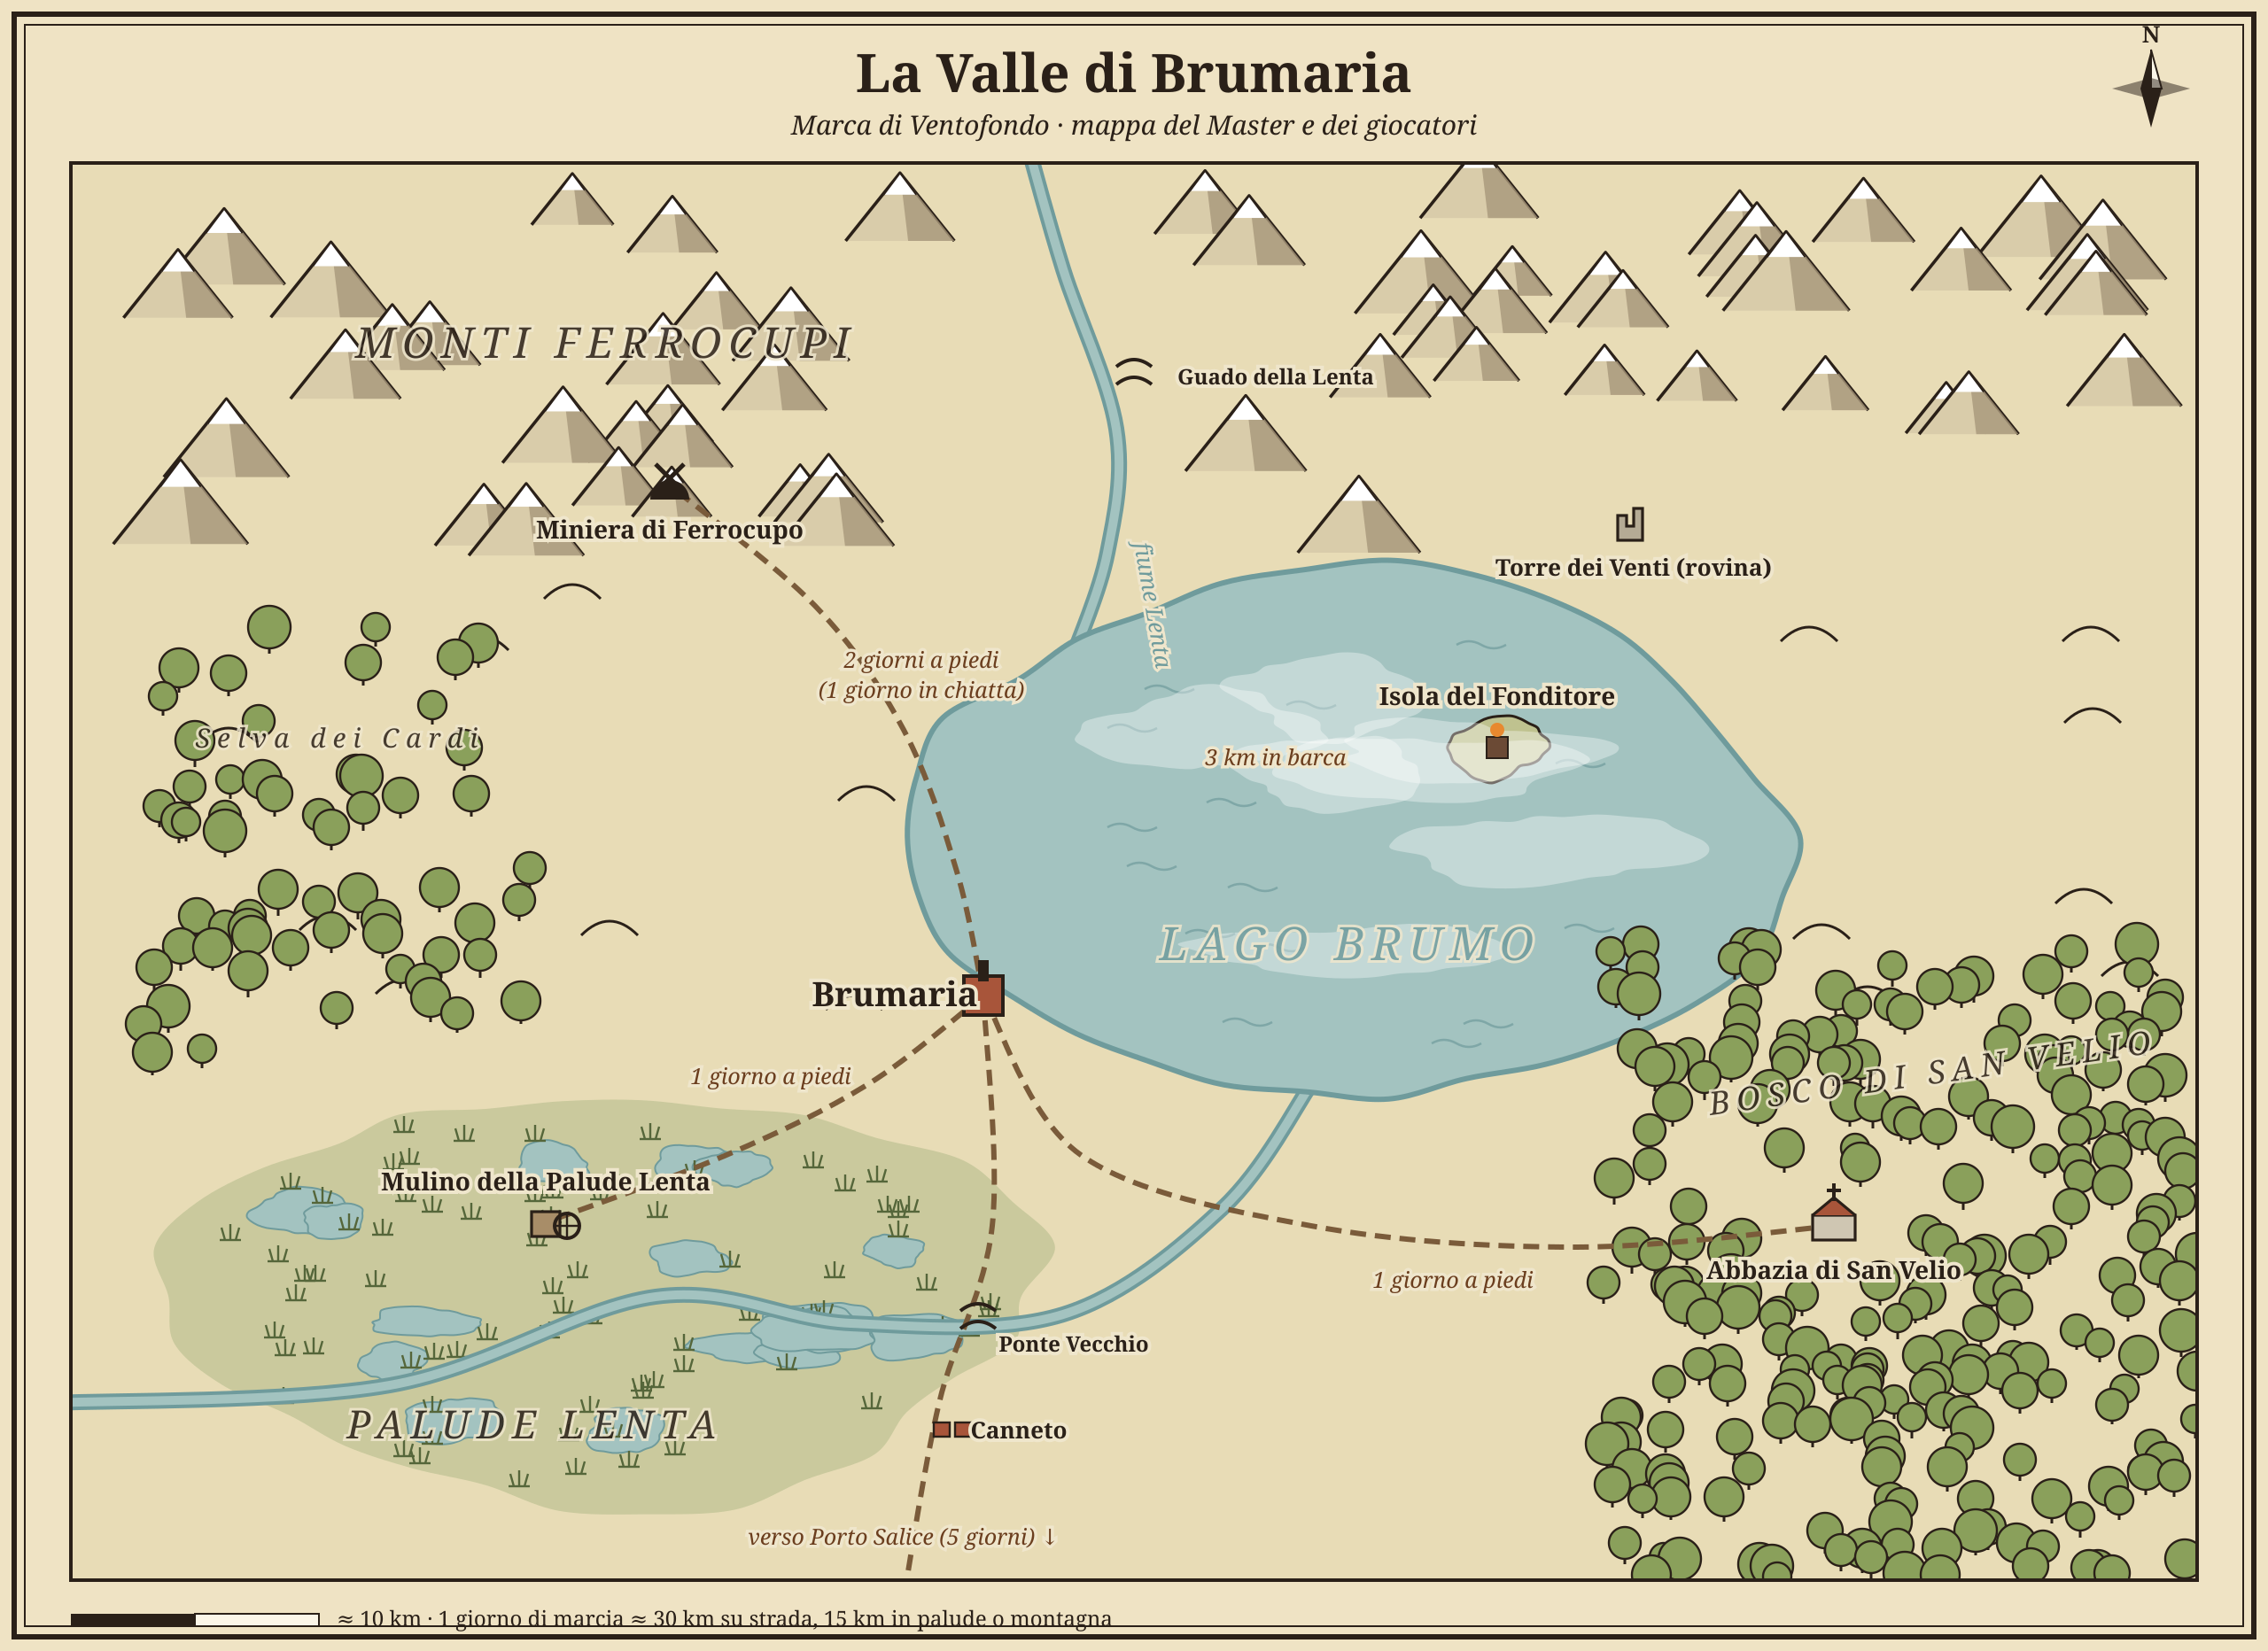 La Valle di Brumaria
Marca di Ventofondo · mappa del Master e dei giocatori
N
MONTI FERROCUPI
Guado della Lenta
Miniera di Ferrocupo
Torre dei Venti (rovina)
fiume Lenta
2 giorni a piedi
(1 giorno in chiatta)
Isola del Fonditore
Selva dei Cardi
3 km in barca
LAGO BRUMO
Brumaria
BOSCO DI SAN VELIO
1 giorno a piedi
Mulino della Palude Lenta
Abbazia di San Velio
1 giorno a piedi
Ponte Vecchio
PALUDE LENTA
Canneto
verso Porto Salice (5 giorni) ↓
≈ 10 km · 1 giorno di marcia ≈ 30 km su strada, 15 km in palude o montagna